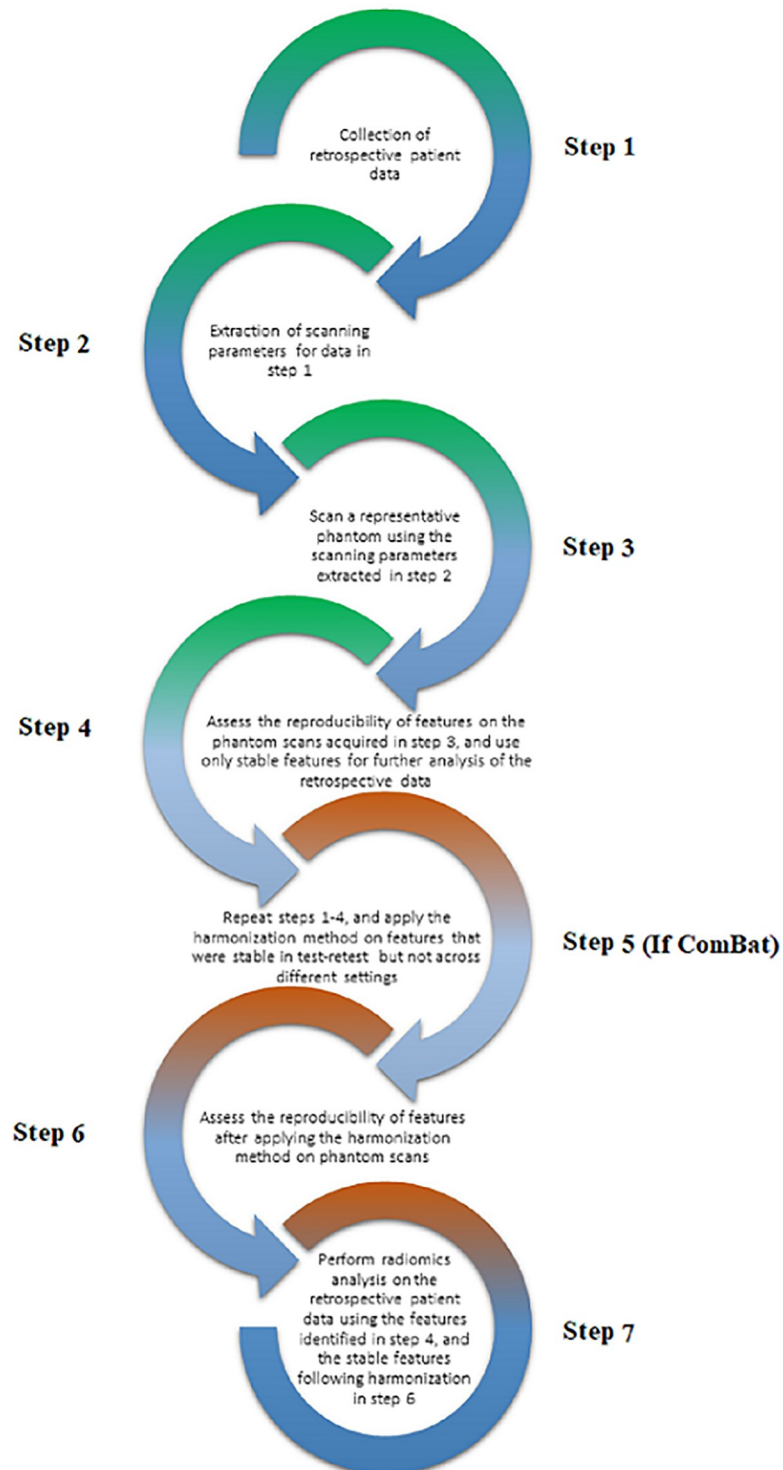 Collection of
retrospective patient
data
Step 1
Step 2
Extraction of scanning
parameters for data in
step 1
Scan a representative
phantom using the
scanning parameters
extracted in step 2
Step 3
Step 4
Assess the reproducibility of features on the
phantom scans acquired in step 3, and use
only stable features for further analysis of the
retrospective data
Repeat steps 1-4, and apply the
harmonization method on features that
were stable in test-retest but not across
different settings
Step 5 (If ComBat)
Step 6
Assess the reproducibility of features
after applying the harmonization
method on phantom scans
Perform radiomics
analysis on the
retrospective patient
data using the features
identified in step 4, and
the stable features
following harmonization
in step 6
Step 7